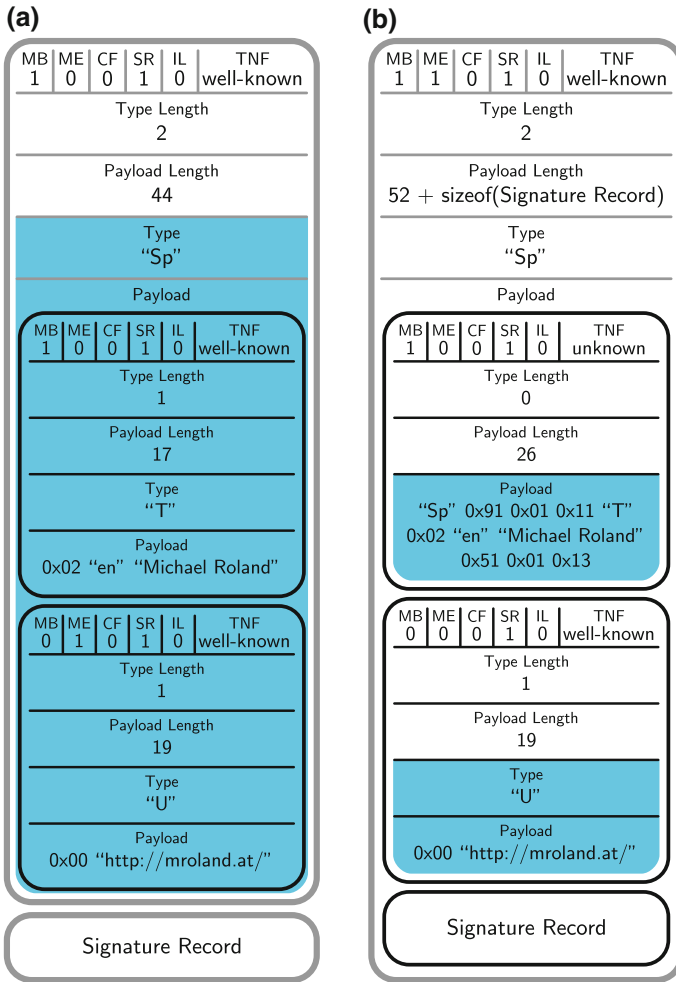 (a)
MB ME CF SR IL TNF
1 0 0 1 0 well-known
Type Length
2
Payload Length
44
Type
“Sp”
Payload
MB ME CF SR IL TNF
1 0 0 1 0 well-known
Type Length
1
Payload Length
17
Type
“T”
Payload
0x02 “en” “Michael Roland”
MB ME CF SR IL TNF
0 1 0 1 0 well-known
Type Length
1
Payload Length
19
Type
“U”
Payload
0x00 “http://mroland.at/”
Signature Record
(b)
MB ME CF SR IL TNF
1 1 0 1 0 well-known
Type Length
2
Payload Length
52 + sizeof(Signature Record)
Type
“Sp”
Payload
MB ME CF SR IL TNF
1 0 0 1 0 unknown
Type Length
0
Payload Length
26
Payload
“Sp” 0x91 0x01 0x11 “T”
0x02 “en” “Michael Roland”
0x51 0x01 0x13
MB ME CF SR IL TNF
0 0 0 1 0 well-known
Type Length
1
Payload Length
19
Type
“U”
Payload
0x00 “http://mroland.at/”
Signature Record